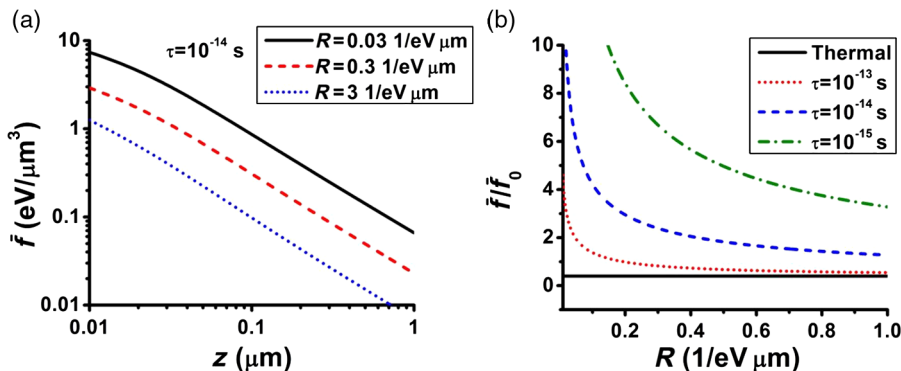 (a)
τ=10⁻¹⁴ s
R=0.03 1/eV μm
R=0.3 1/eV μm
R=3 1/eV μm
10
1
0.1
0.01
f̄ (eV/μm³)
0.01
0.1
1
z (μm)
(b)
Thermal
τ=10⁻¹³ s
τ=10⁻¹⁴ s
τ=10⁻¹⁵ s
10
8
6
4
2
0
f̄/f̄₀
0.2
0.4
0.6
0.8
1.0
R (1/eV μm)